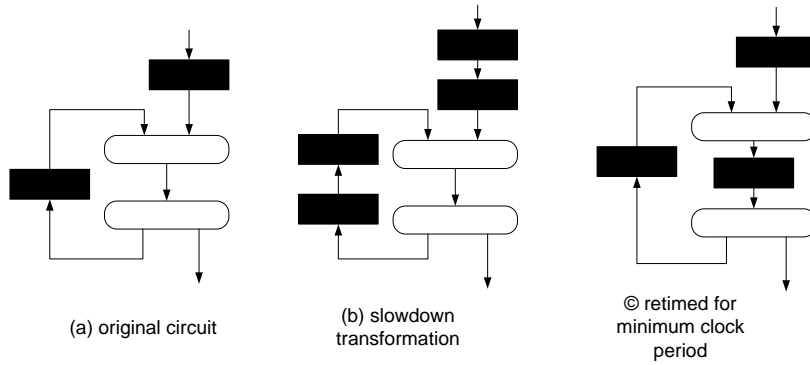 (a) original circuit
(b) slowdown
transformation
© retimed for
minimum clock
period